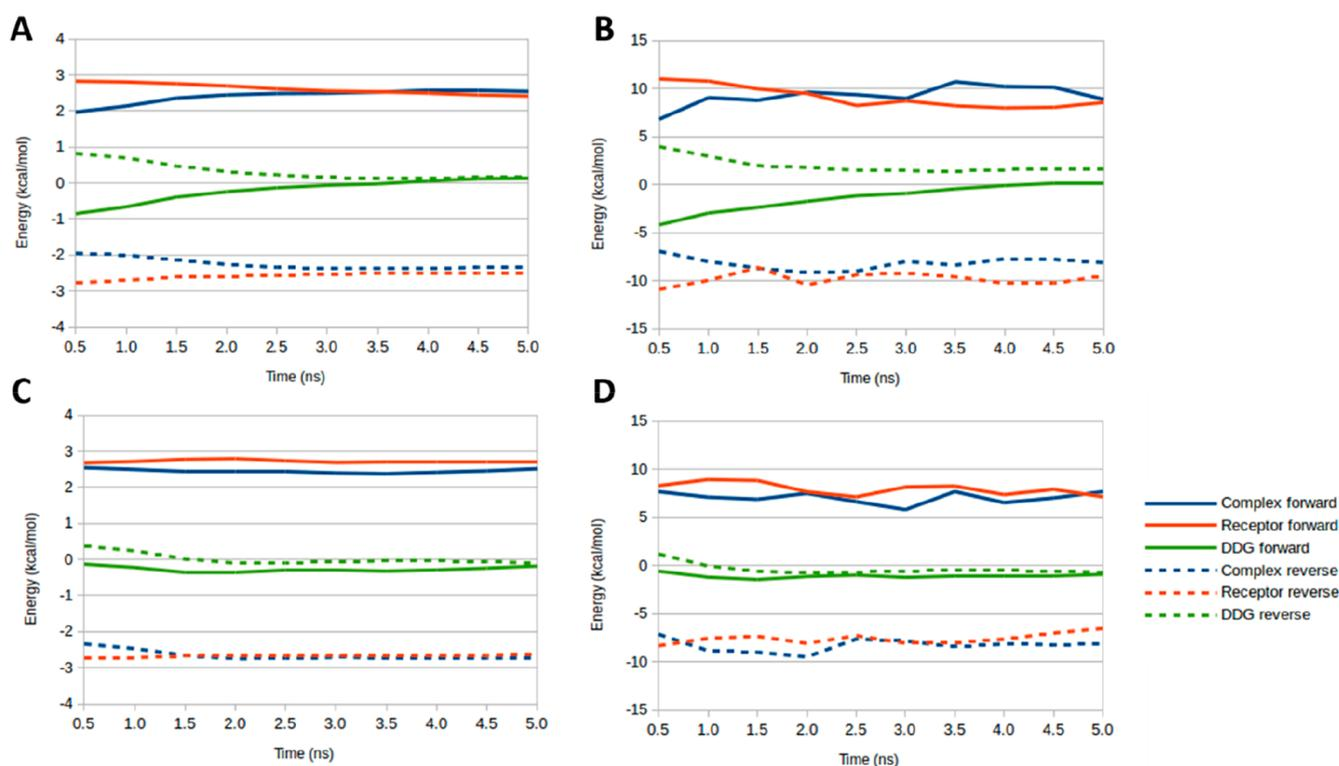 A
4
3
2
1
0
-1
-2
-3
-4
Energy (kcal/mol)
0.5 1.0 1.5 2.0 2.5 3.0 3.5 4.0 4.5 5.0
Time (ns)
B
15
10
5
0
-5
-10
-15
Energy (kcal/mol)
0.5 1.0 1.5 2.0 2.5 3.0 3.5 4.0 4.5 5.0
Time (ns)
C
4
3
2
1
0
-1
-2
-3
-4
Energy (kcal/mol)
0.5 1.0 1.5 2.0 2.5 3.0 3.5 4.0 4.5 5.0
Time (ns)
D
15
10
5
0
-5
-10
-15
Energy (kcal/mol)
0.5 1.0 1.5 2.0 2.5 3.0 3.5 4.0 4.5 5.0
Time (ns)
Complex forward
Receptor forward
DDG forward
Complex reverse
Receptor reverse
DDG reverse